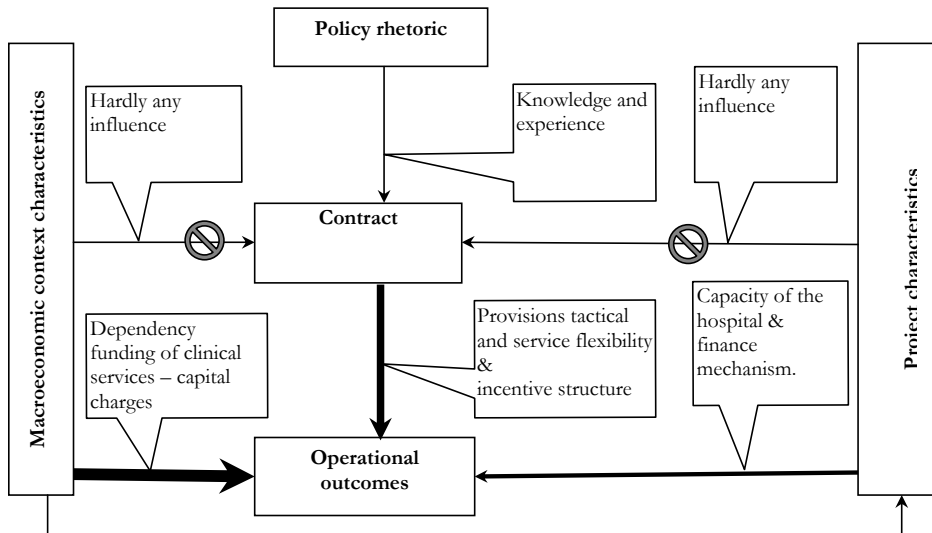 Policy rhetoric
Macroeconomic context characteristics
Hardly any
influence
Knowledge and
experience
Hardly any
influence
Project characteristics
Contract
Dependency
funding of clinical
services – capital
charges
Provisions tactical
and service flexibility
&
incentive structure
Capacity of the
hospital &
finance
mechanism.
Operational
outcomes